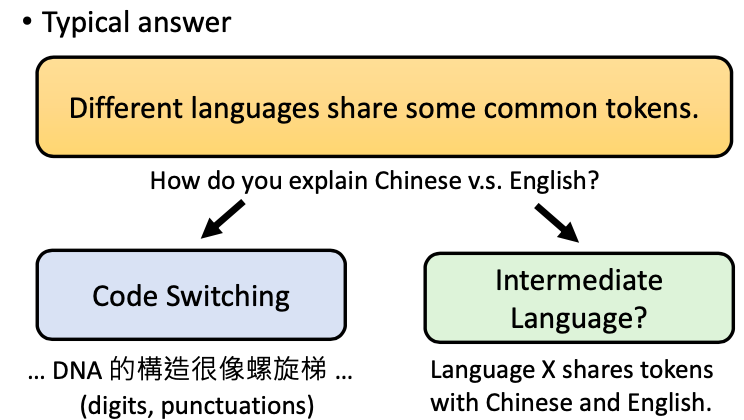 • Typical answer
Different languages share some common tokens.
How do you explain Chinese v.s. English?
Code Switching
Intermediate
Language?
... DNA 的構造很像螺旋梯 ...
(digits, punctuations)
Language X shares tokens
with Chinese and English.